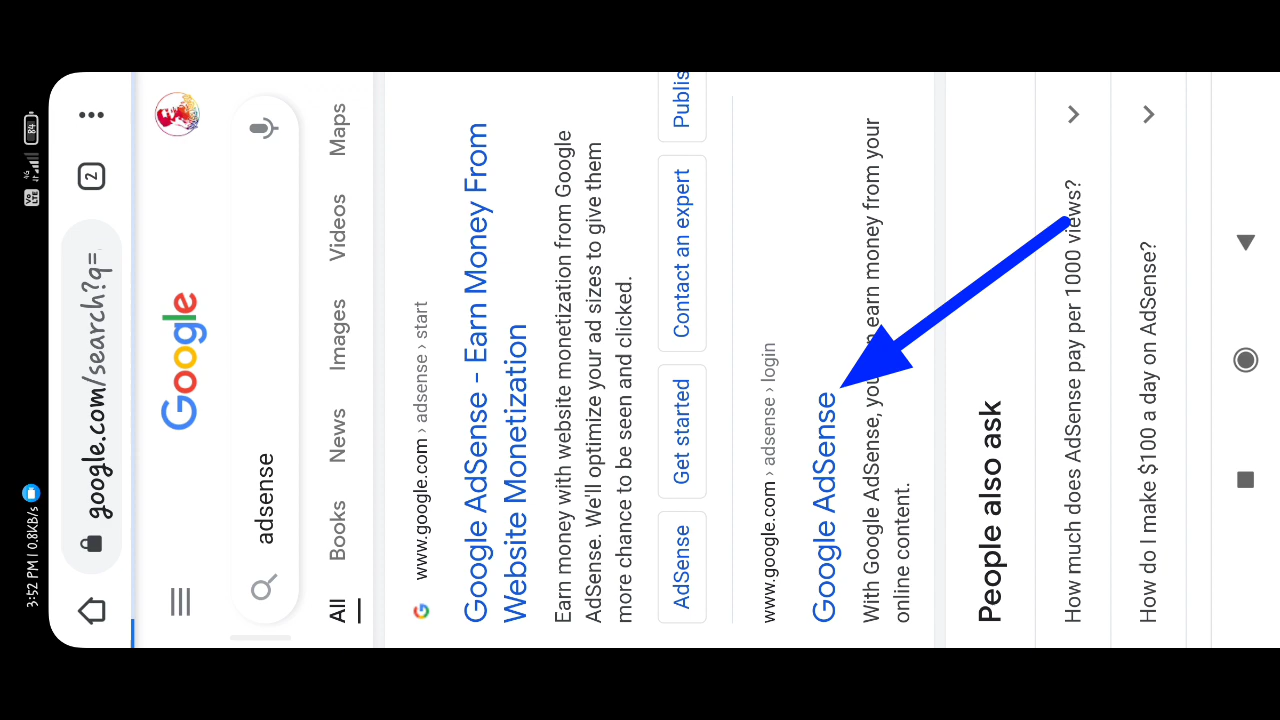 3:52 PM | 0.8KB/s
Vo LTE 4G 84
google.com/search?q=
2
Google
adsense
All Books News Images Videos Maps
www.google.com › adsense › start
Google AdSense - Earn Money From
Website Monetization
Earn money with website monetization from Google
AdSense. We'll optimize your ad sizes to give them
more chance to be seen and clicked.
AdSense Get started Contact an expert Publis
www.google.com › adsense › login
Google AdSense
With Google AdSense, you earn money from your
online content.
People also ask
How much does AdSense pay per 1000 views?
How do I make $100 a day on AdSense?